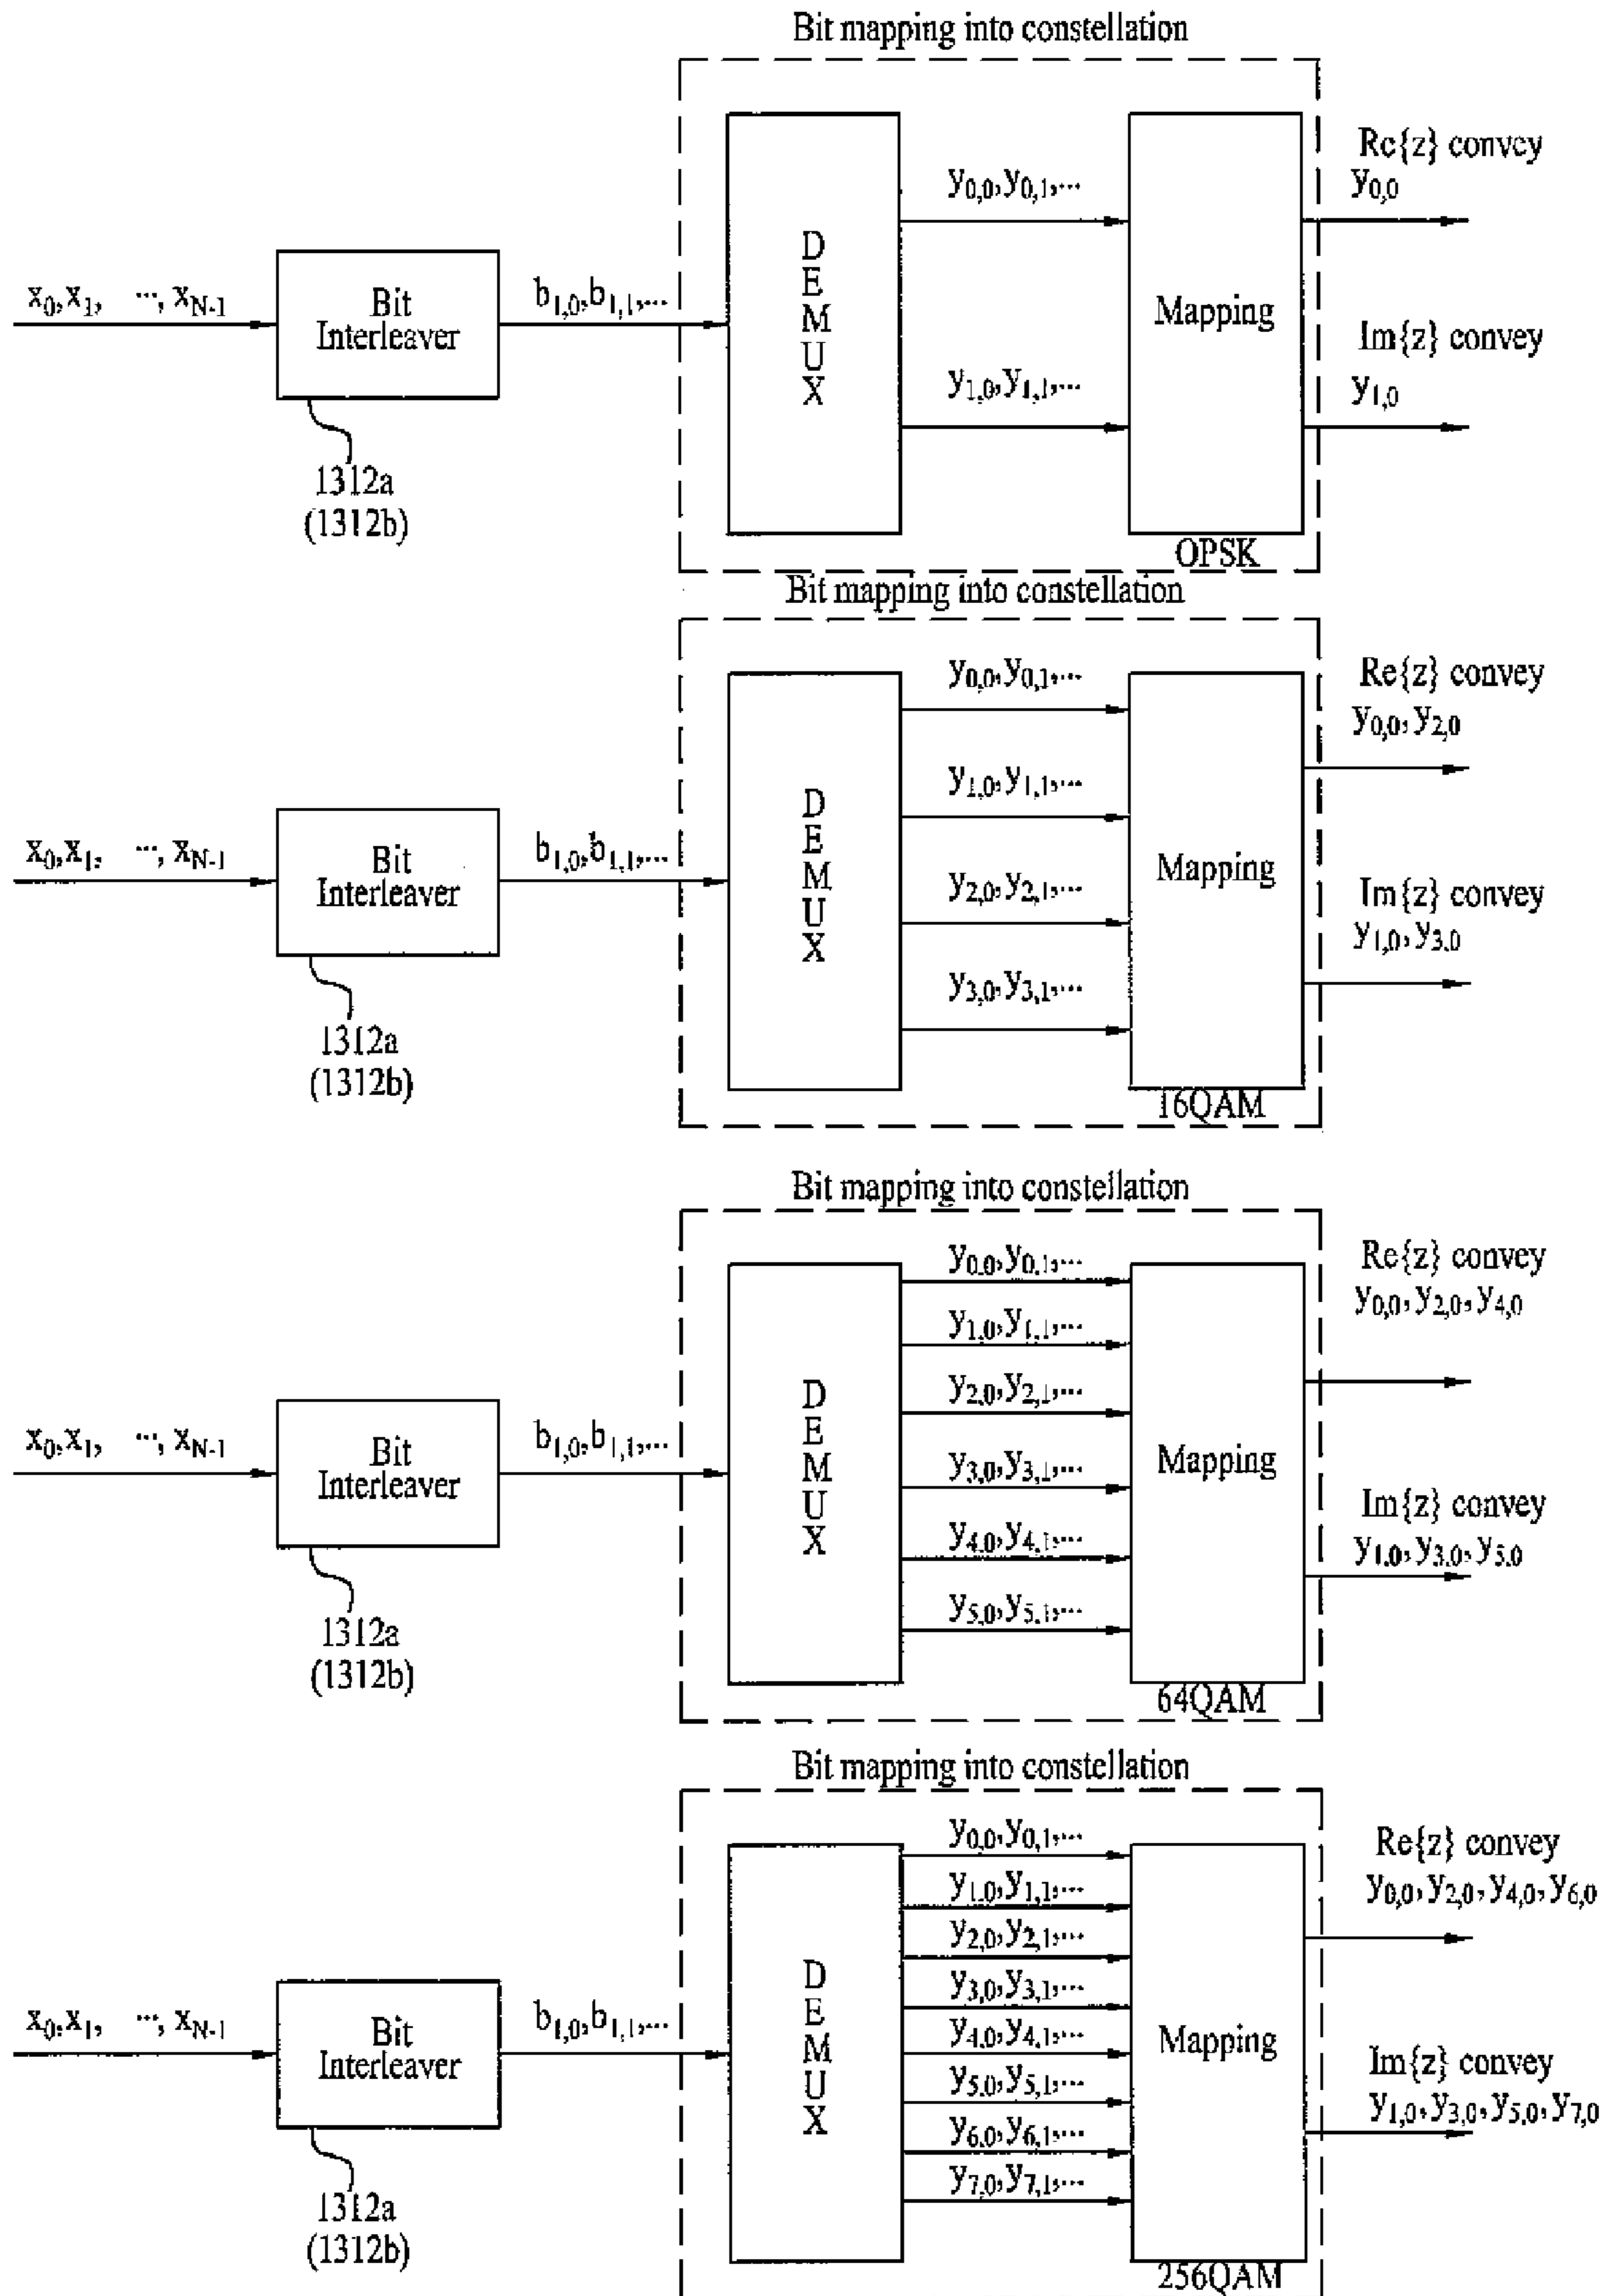 Bit mapping into constellation
Rc{z} convey
y0,0
y0,0,y0,1,...
D
E
M
U
X
Mapping
x0,x1, ..., xN-1
Bit
Interleaver
b1,0,b1,1,...
Im{z} convey
y1,0
y1,0,y1,1,...
1312a
(1312b)
OPSK
Bit mapping into constellation
Re{z} convey
y0,0,y2,0
y0,0,y0,1,...
y1,0,y1,1,...
D
E
M
U
X
Mapping
x0,x1, ..., xN-1
Bit
Interleaver
b1,0,b1,1,...
y2,0,y2,1,...
Im{z} convey
y1,0,y3,0
y3,0,y3,1,...
1312a
(1312b)
16QAM
Bit mapping into constellation
Re{z} convey
y0,0,y2,0,y4,0
y0,0,y0,1,...
y1,0,y1,1,...
y2,0,y2,1,...
D
E
M
U
X
Mapping
x0,x1, ..., xN-1
Bit
Interleaver
b1,0,b1,1,...
y3,0,y3,1,...
Im{z} convey
y1,0,y3,0,y5,0
y4,0,y4,1,...
y5,0,y5,1,...
1312a
(1312b)
64QAM
Bit mapping into constellation
Re{z} convey
y0,0,y2,0,y4,0,y6,0
y0,0,y0,1,...
y1,0,y1,1,...
y2,0,y2,1,...
y3,0,y3,1,...
D
E
M
U
X
Mapping
x0,x1, ..., xN-1
Bit
Interleaver
b1,0,b1,1,...
y4,0,y4,1,...
y5,0,y5,1,...
Im{z} convey
y1,0,y3,0,y5,0,y7,0
y6,0,y6,1,...
y7,0,y7,1,...
1312a
(1312b)
256QAM